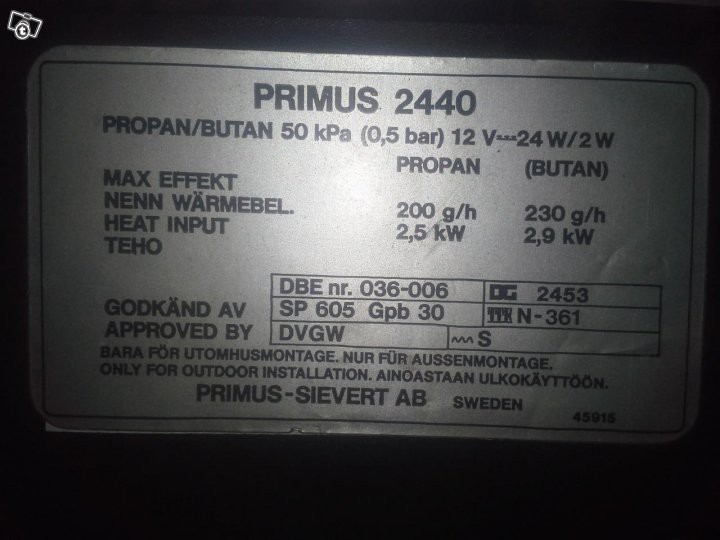 PRIMUS 2440
PROPAN/BUTAN 50 kPa (0,5 bar) 12 V⎓24 W/2 W
PROPAN (BUTAN)
MAX EFFEKT
NENN WÄRMEBEL. 200 g/h 230 g/h
HEAT INPUT 2,5 kW 2,9 kW
TEHO
DBE nr. 036-006 DG 2453
GODKÄND AV SP 605 Gpb 30 TTK N-361
APPROVED BY DVGW S
BARA FÖR UTOMHUSMONTAGE. NUR FÜR AUSSENMONTAGE.
ONLY FOR OUTDOOR INSTALLATION. AINOASTAAN ULKOKÄYTTÖÖN.
PRIMUS-SIEVERT AB SWEDEN
45915